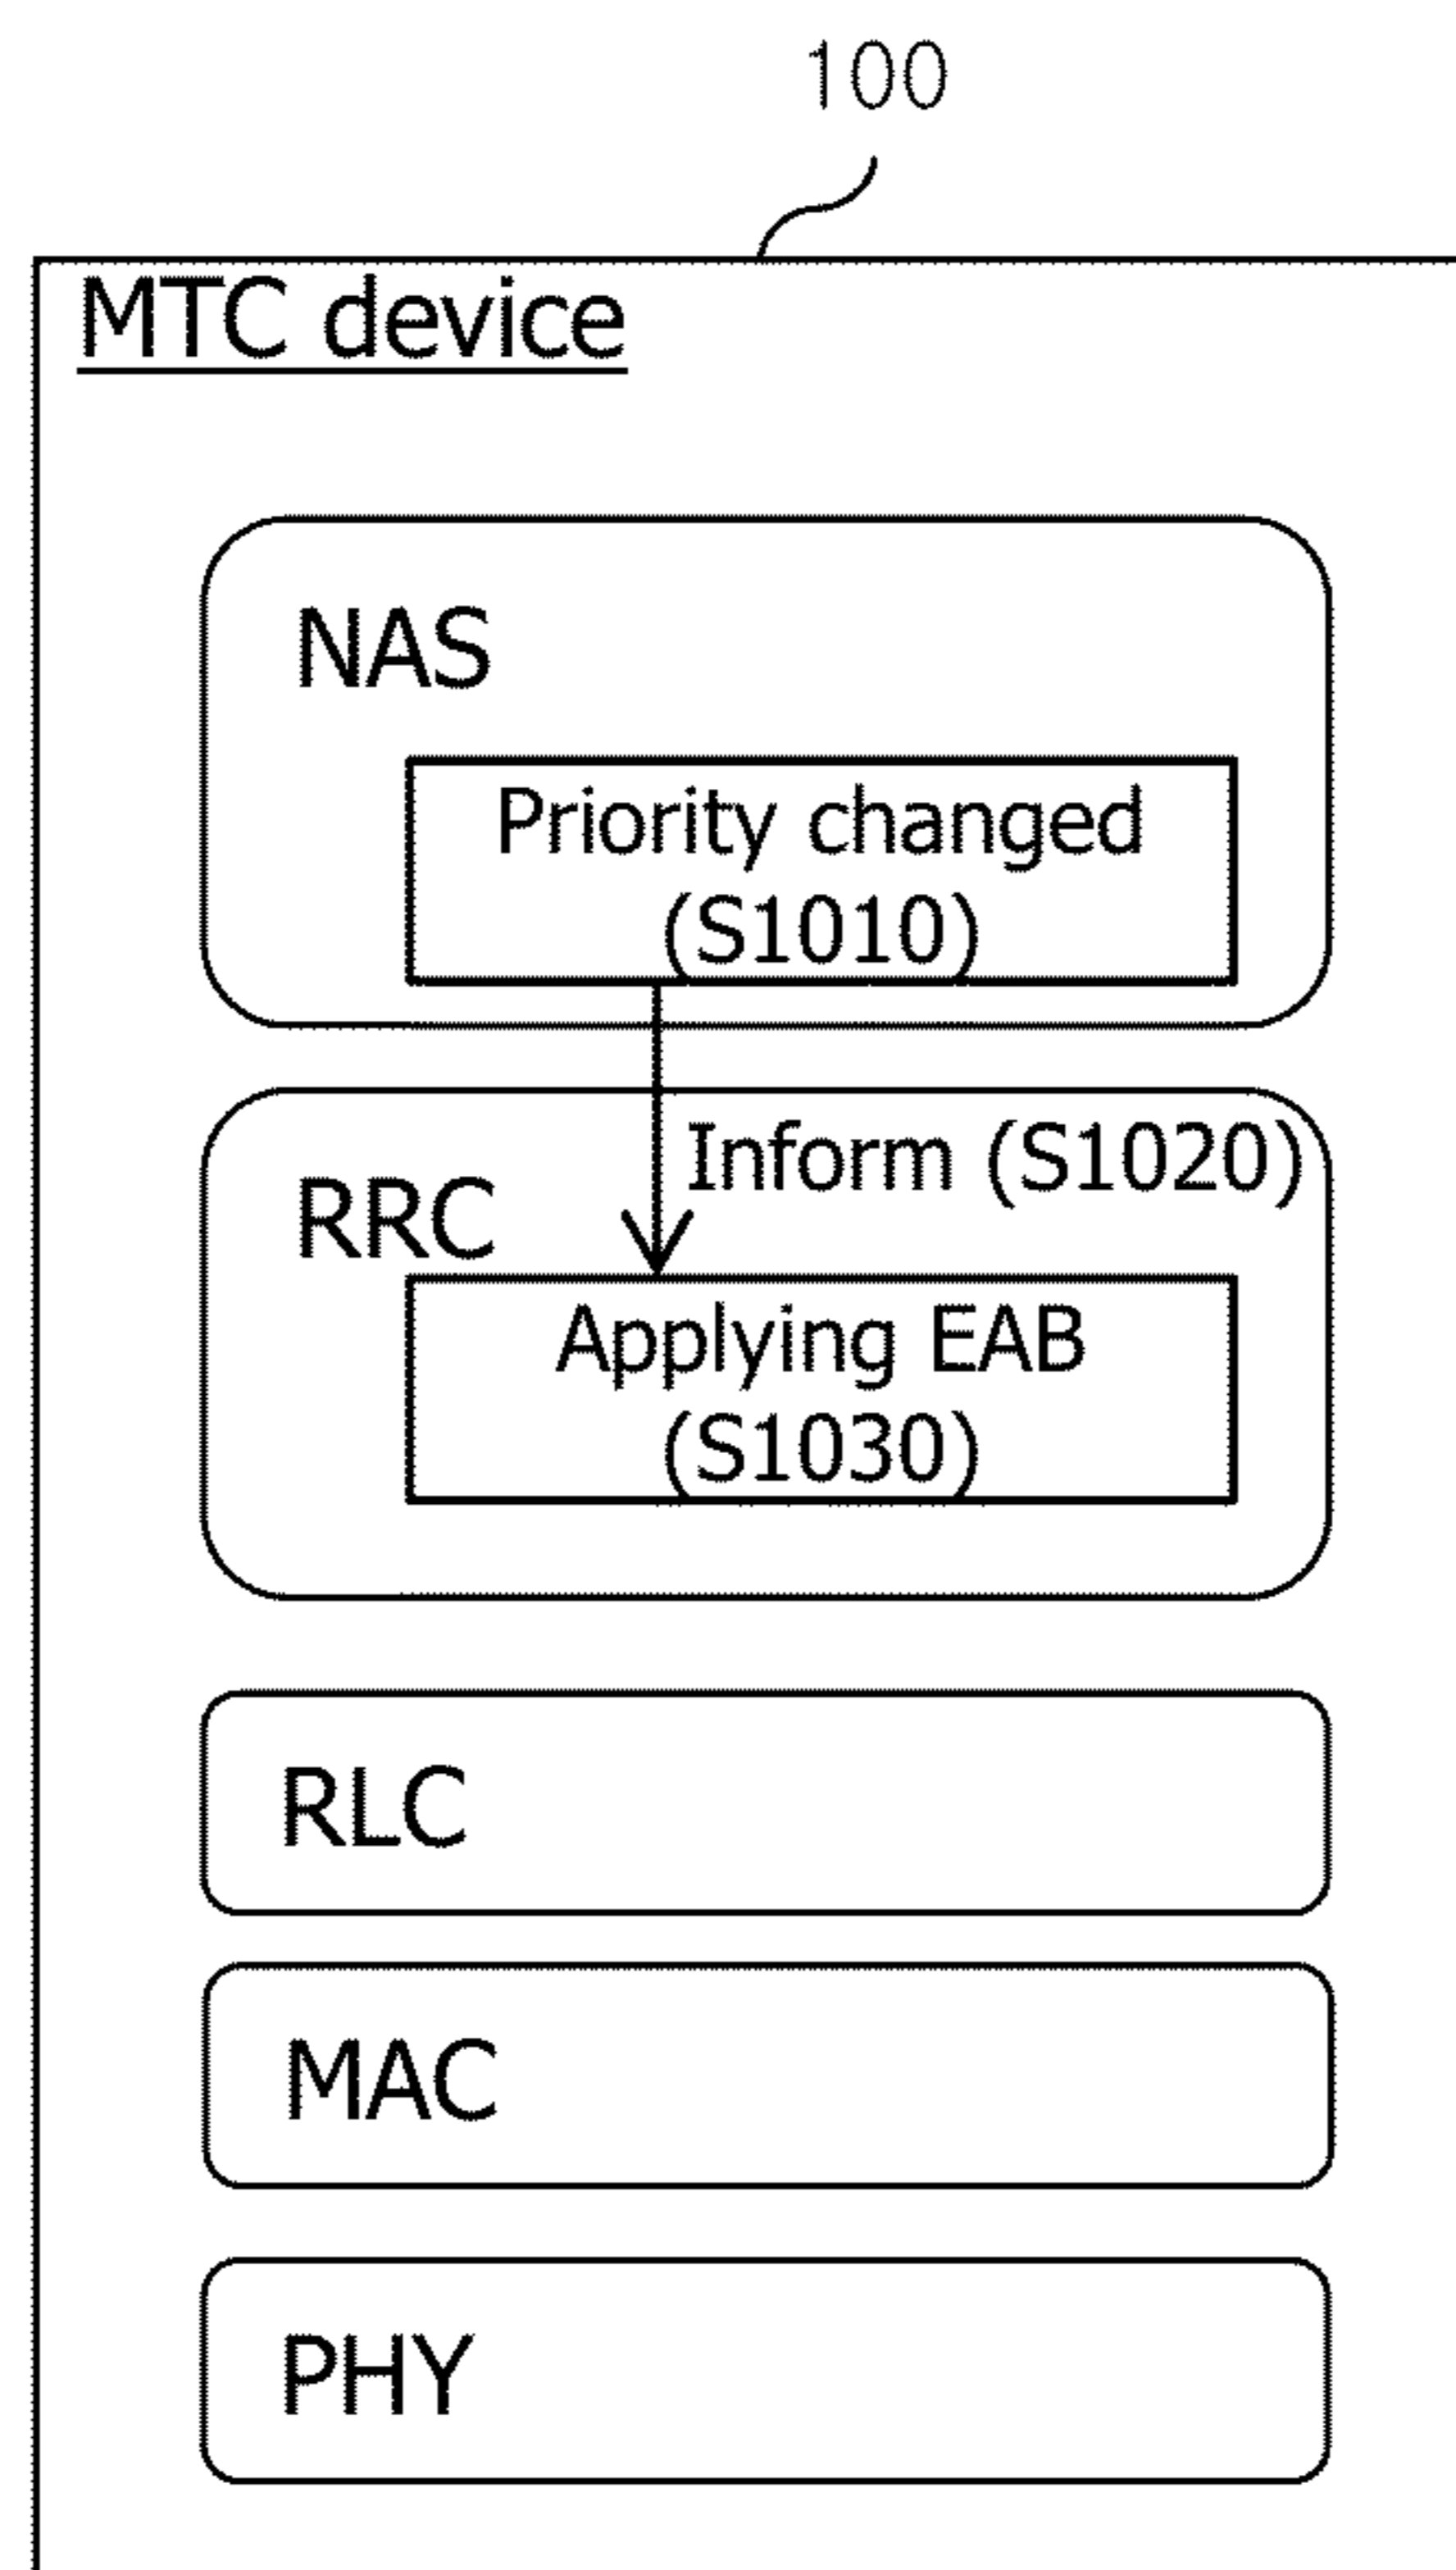 100
MTC device
NAS
Priority changed
(S1010)
Inform (S1020)
RRC
Applying EAB
(S1030)
RLC
MAC
PHY